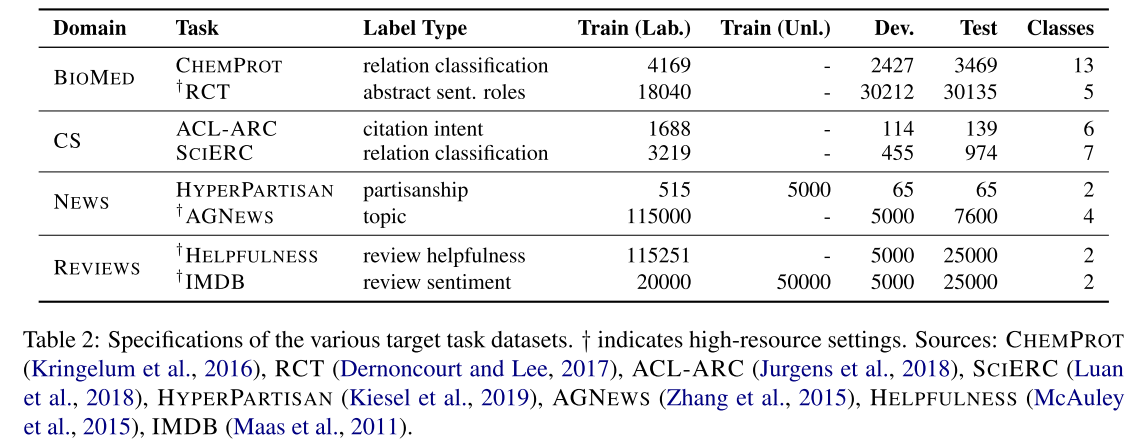 Domain Task Label Type Train (Lab.) Train (Unl.) Dev. Test Classes
BIOMED CHEMPROT relation classification 4169 - 2427 3469 13
†RCT abstract sent. roles 18040 - 30212 30135 5
CS ACL-ARC citation intent 1688 - 114 139 6
SCIERC relation classification 3219 - 455 974 7
NEWS HYPERPARTISAN partisanship 515 5000 65 65 2
†AGNEWS topic 115000 - 5000 7600 4
REVIEWS †HELPFULNESS review helpfulness 115251 - 5000 25000 2
†IMDB review sentiment 20000 50000 5000 25000 2
Table 2: Specifications of the various target task datasets. † indicates high-resource settings. Sources: CHEMPROT
(Kringelum et al., 2016), RCT (Dernoncourt and Lee, 2017), ACL-ARC (Jurgens et al., 2018), SCIERC (Luan
et al., 2018), HYPERPARTISAN (Kiesel et al., 2019), AGNEWS (Zhang et al., 2015), HELPFULNESS (McAuley
et al., 2015), IMDB (Maas et al., 2011).